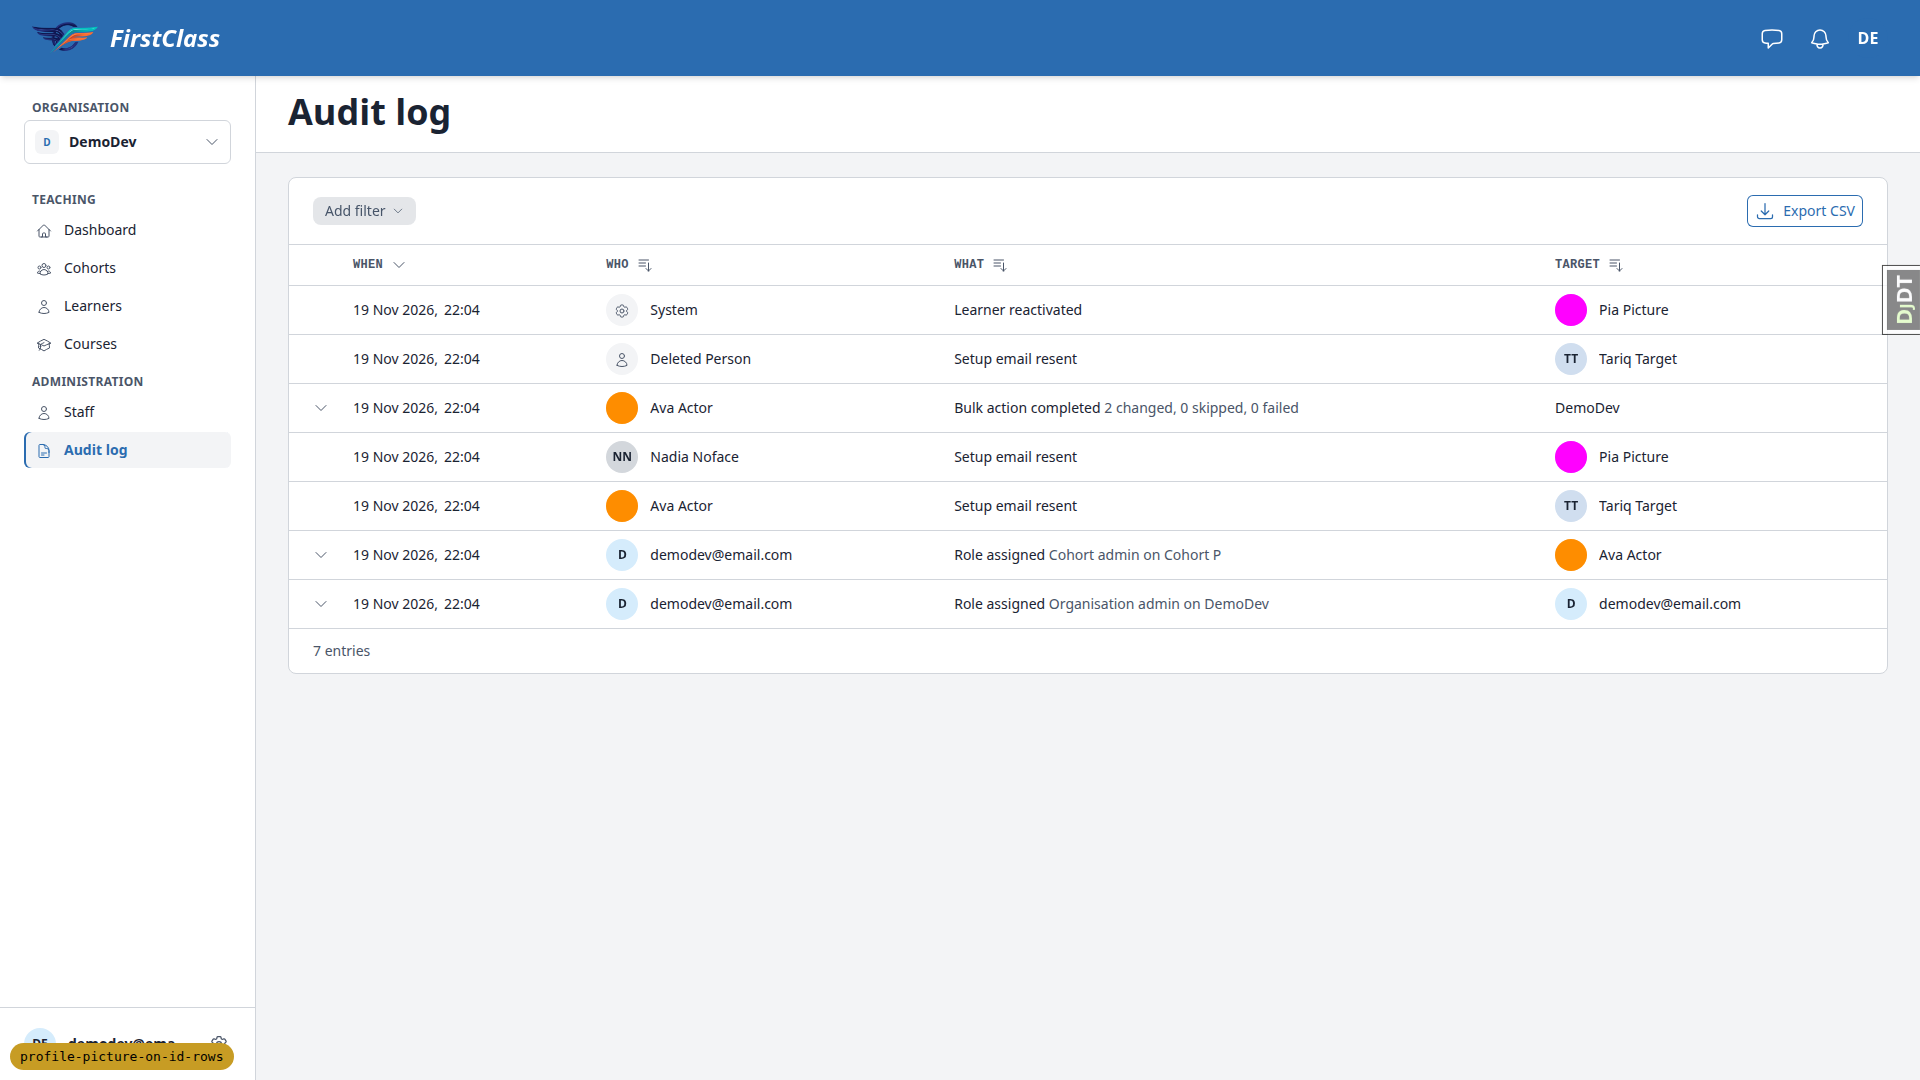 FirstClass
DE
ORGANISATION
D DemoDev
TEACHING
Dashboard
Cohorts
Learners
Courses
ADMINISTRATION
Staff
Audit log
Audit log
Add filter
Export CSV
WHEN WHO WHAT TARGET
19 Nov 2026, 22:04 System Learner reactivated Pia Picture
19 Nov 2026, 22:04 Deleted Person Setup email resent TT Tariq Target
19 Nov 2026, 22:04 Ava Actor Bulk action completed 2 changed, 0 skipped, 0 failed DemoDev
19 Nov 2026, 22:04 NN Nadia Noface Setup email resent Pia Picture
19 Nov 2026, 22:04 Ava Actor Setup email resent TT Tariq Target
19 Nov 2026, 22:04 D demodev@email.com Role assigned Cohort admin on Cohort P Ava Actor
19 Nov 2026, 22:04 D demodev@email.com Role assigned Organisation admin on DemoDev D demodev@email.com
7 entries
DjDT
DE demodev@ema...
profile-picture-on-id-rows